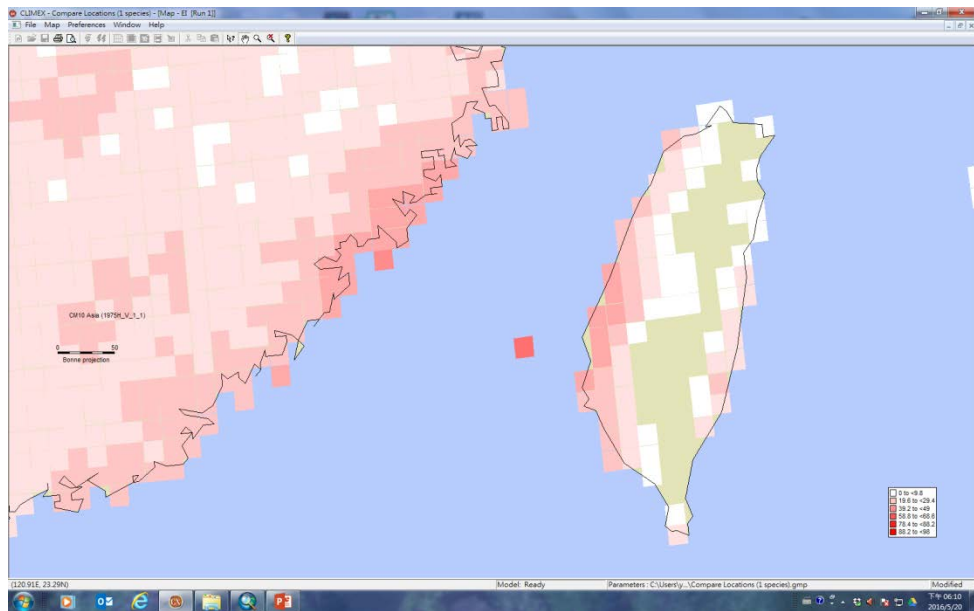 CLIMEX - Compare Locations (1 species) - [Map - EI (Run 1)]
File Map Preferences Window Help
CM10 Asia (1975H_V_1_1)
0 50
Bonne projection
0 to <9.8
19.6 to <29.4
39.2 to <49
58.8 to <68.6
78.4 to <88.2
88.2 to <98
(120.91E, 23.29N)
Model: Ready
Parameters : C:\Users\y...\Compare Locations (1 species).gmp
Modified
下午 06:10
2016/5/20